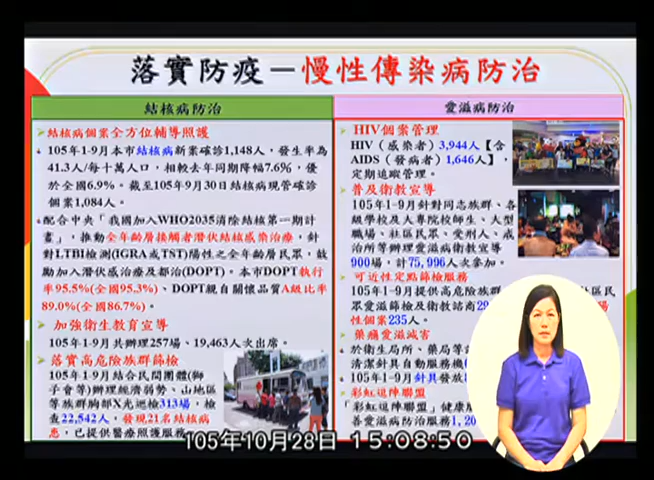 落實防疫－慢性傳染病防治
結核病防治
結核病個案全方位輔導照護
105年1-9月本市結核病新案確診1,148人，發生率為
41.3人/每十萬人口，相較去年同期降幅7.6%，優
於全國6.9%。截至105年9月30日結核病現管確診
個案1,084人。
配合中央「我國加入WHO2035消除結核第一期計
畫」，推動全年齡層接觸者潛伏結核感染治療，針
對LTBI檢測(IGRA或TST)陽性之全年齡層民眾，鼓
勵加入潛伏感治療及都治(DOPT)。本市DOPT執行
率95.5%(全國95.3%)、DOPT親自關懷品質A級比率
89.0%(全國86.7%)。
加強衛生教育宣導
105年1-9月共辦理257場、19,463人次出席。
落實高危險族群篩檢
105年1-9月結合民間團體(獅
子會等)辦理經濟弱勢、山地區
等族群胸部X光巡檢313場，檢
查22,542人，發現21名結核病
患，已提供醫療照護服務
愛滋病防治
HIV個案管理
HIV（感染者）3,944人【含
AIDS（發病者）1,646人】，
定期追蹤管理。
普及衛教宣導
105年1-9月針對同志族群、各
級學校及大專院校師生、大型
職場、社區民眾、受刑人、戒
治所等辦理愛滋病衛教宣導
900場，計75,996人次參加。
可近性定點篩檢服務
105年1-9月提供高危險族 社區民
眾愛滋篩檢及衛教諮商29 陽
性個案235人。
藥癮愛滋減害
於衛生局所、藥局等設
清潔針具自動服務機
105年1-9月針具發放
彩虹逗陣聯盟
「彩虹逗陣聯盟」健康
善愛滋病防治服務1,20
105年10月28日 15:08:50